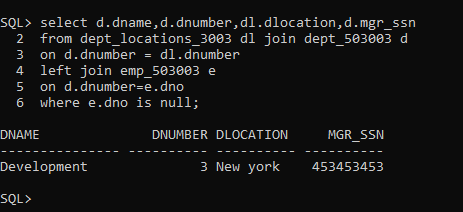 SQL> select d.dname,d.dnumber,dl.dlocation,d.mgr_ssn
  2  from dept_locations_3003 dl join dept_503003 d
  3  on d.dnumber = dl.dnumber
  4  left join emp_503003 e
  5  on d.dnumber=e.dno
  6  where e.dno is null;
DNAME              DNUMBER DLOCATION     MGR_SSN
--------------- ---------- ---------- ----------
Development              3 New york    453453453
SQL>